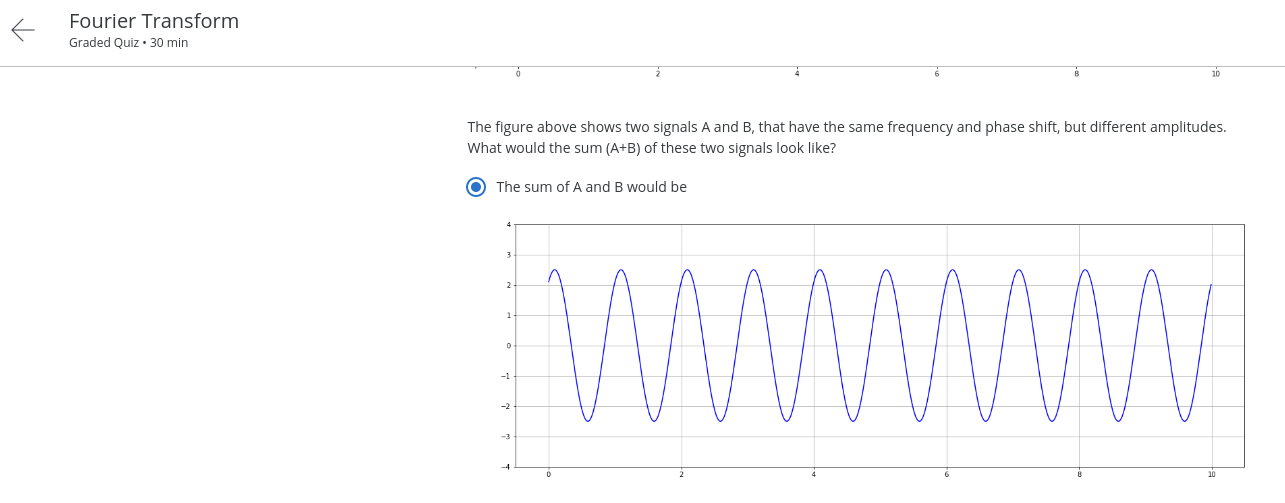 Fourier Transform
Graded Quiz • 30 min
0 2 4 6 8 10
The figure above shows two signals A and B, that have the same frequency and phase shift, but different amplitudes.
What would the sum (A+B) of these two signals look like?
The sum of A and B would be
4
3
2
1
0
−1
−2
−3
−4
0 2 4 6 8 10